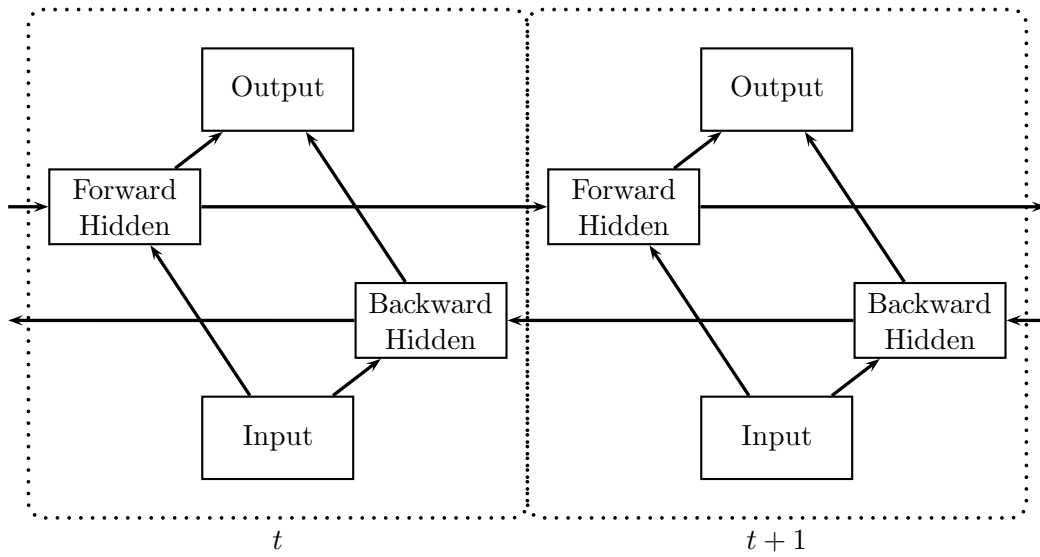 Output
Output
Forward
Hidden
Forward
Hidden
Backward
Hidden
Backward
Hidden
Input
Input
t
t + 1